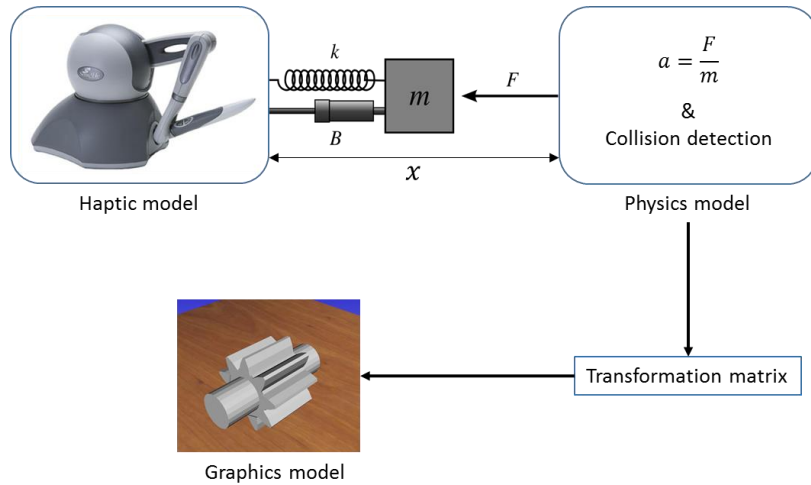 k
m
B
F
x
a = F/m
&
Collision detection
Haptic model
Physics model
Transformation matrix
Graphics model